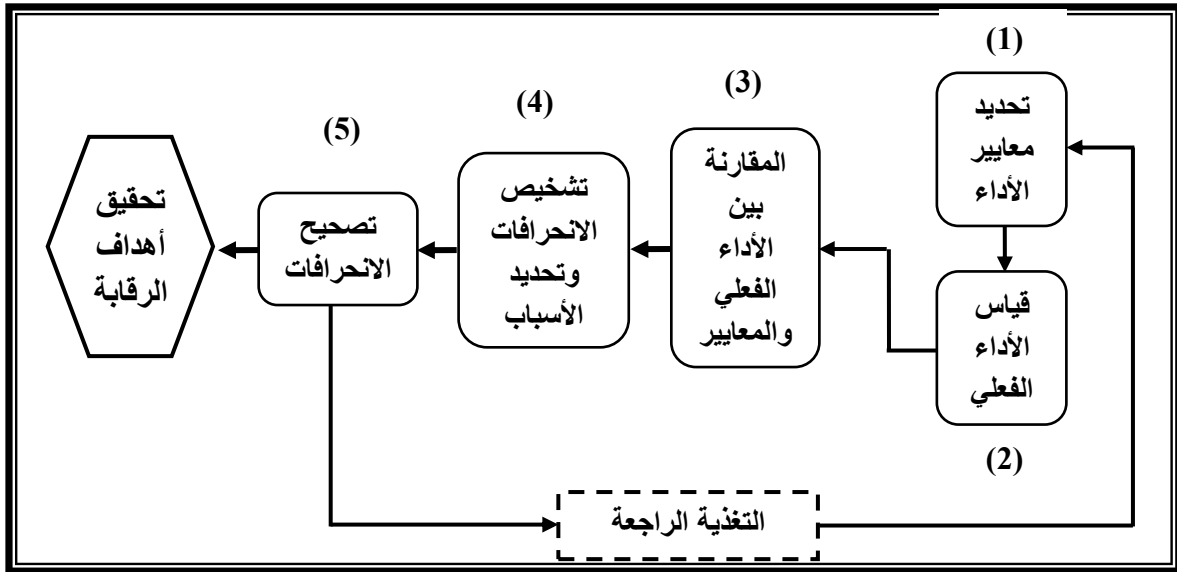 (1)
تحديد
معايير
الأداء
(2)
قياس
الأداء
الفعلي
(3)
المقارنة
بين
الأداء
الفعلي
والمعايير
(4)
تشخيص
الانحرافات
وتحديد
الأسباب
(5)
تصحيح
الانحرافات
تحقيق
أهداف
الرقابة
التغذية الراجعة